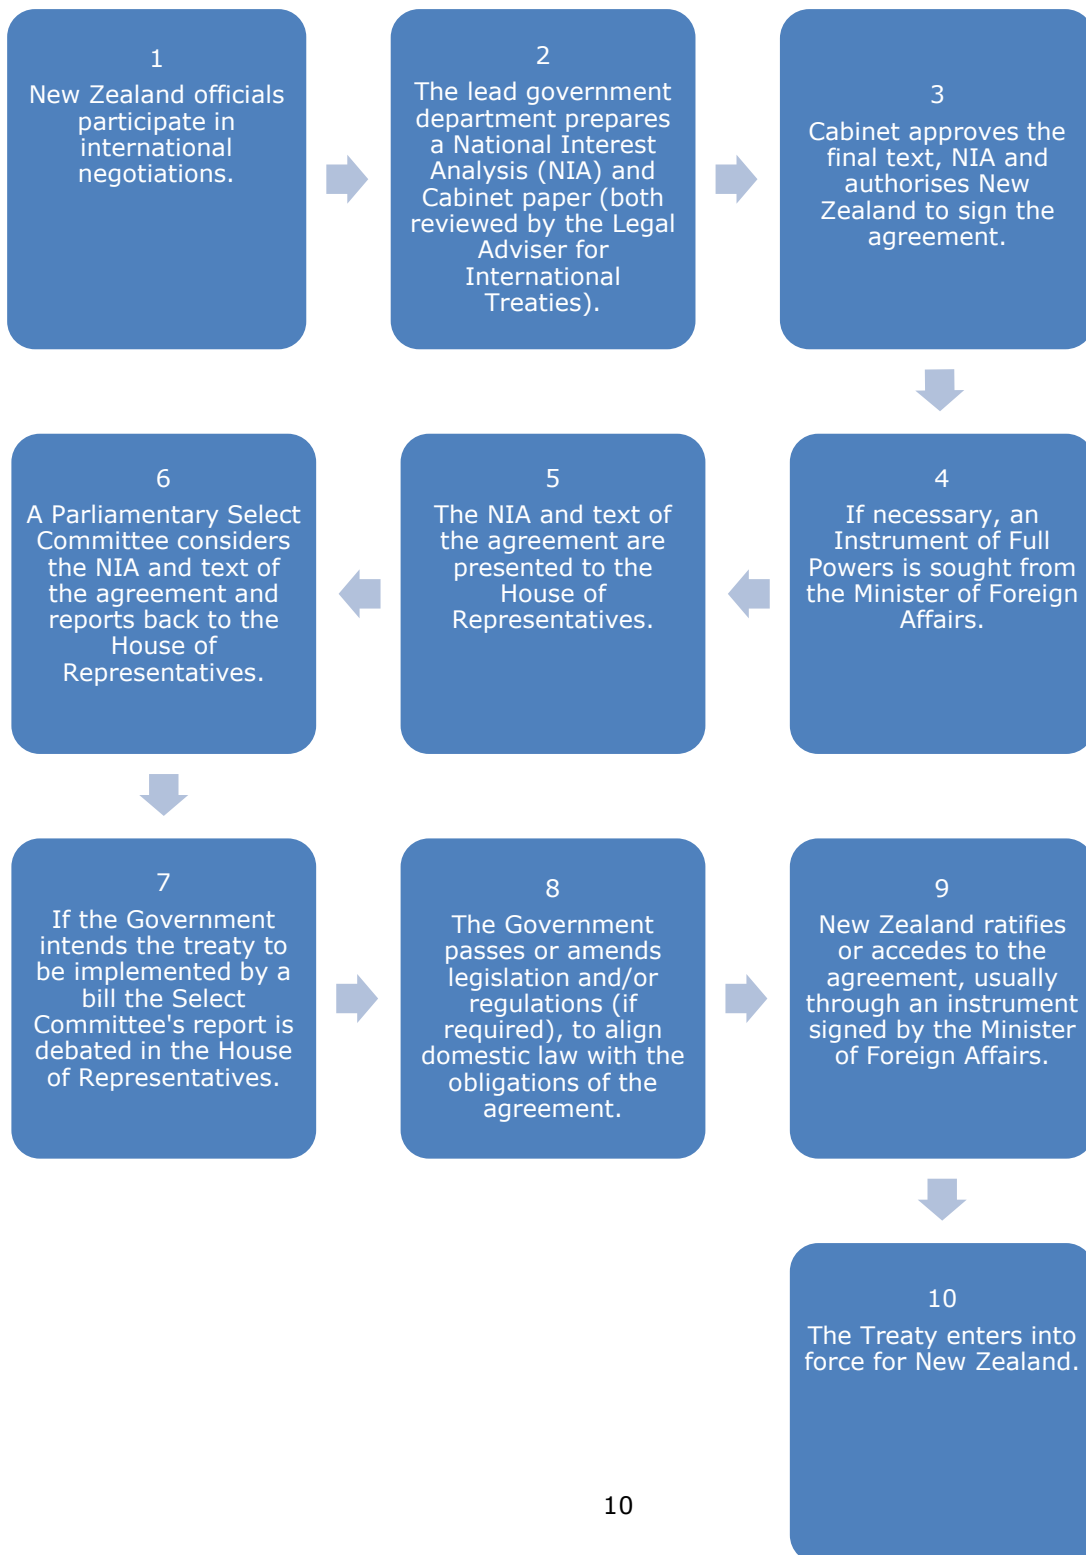 1
New Zealand officials
participate in
international
negotiations.
2
The lead government
department prepares
a National Interest
Analysis (NIA) and
Cabinet paper (both
reviewed by the Legal
Adviser for
International
Treaties).
3
Cabinet approves the
final text, NIA and
authorises New
Zealand to sign the
agreement.
4
If necessary, an
Instrument of Full
Powers is sought from
the Minister of Foreign
Affairs.
5
The NIA and text of
the agreement are
presented to the
House of
Representatives.
6
A Parliamentary Select
Committee considers
the NIA and text of
the agreement and
reports back to the
House of
Representatives.
7
If the Government
intends the treaty to
be implemented by a
bill the Select
Committee's report is
debated in the House
of Representatives.
8
The Government
passes or amends
legislation and/or
regulations (if
required), to align
domestic law with the
obligations of the
agreement.
9
New Zealand ratifies
or accedes to the
agreement, usually
through an instrument
signed by the Minister
of Foreign Affairs.
10
The Treaty enters into
force for New Zealand.
10